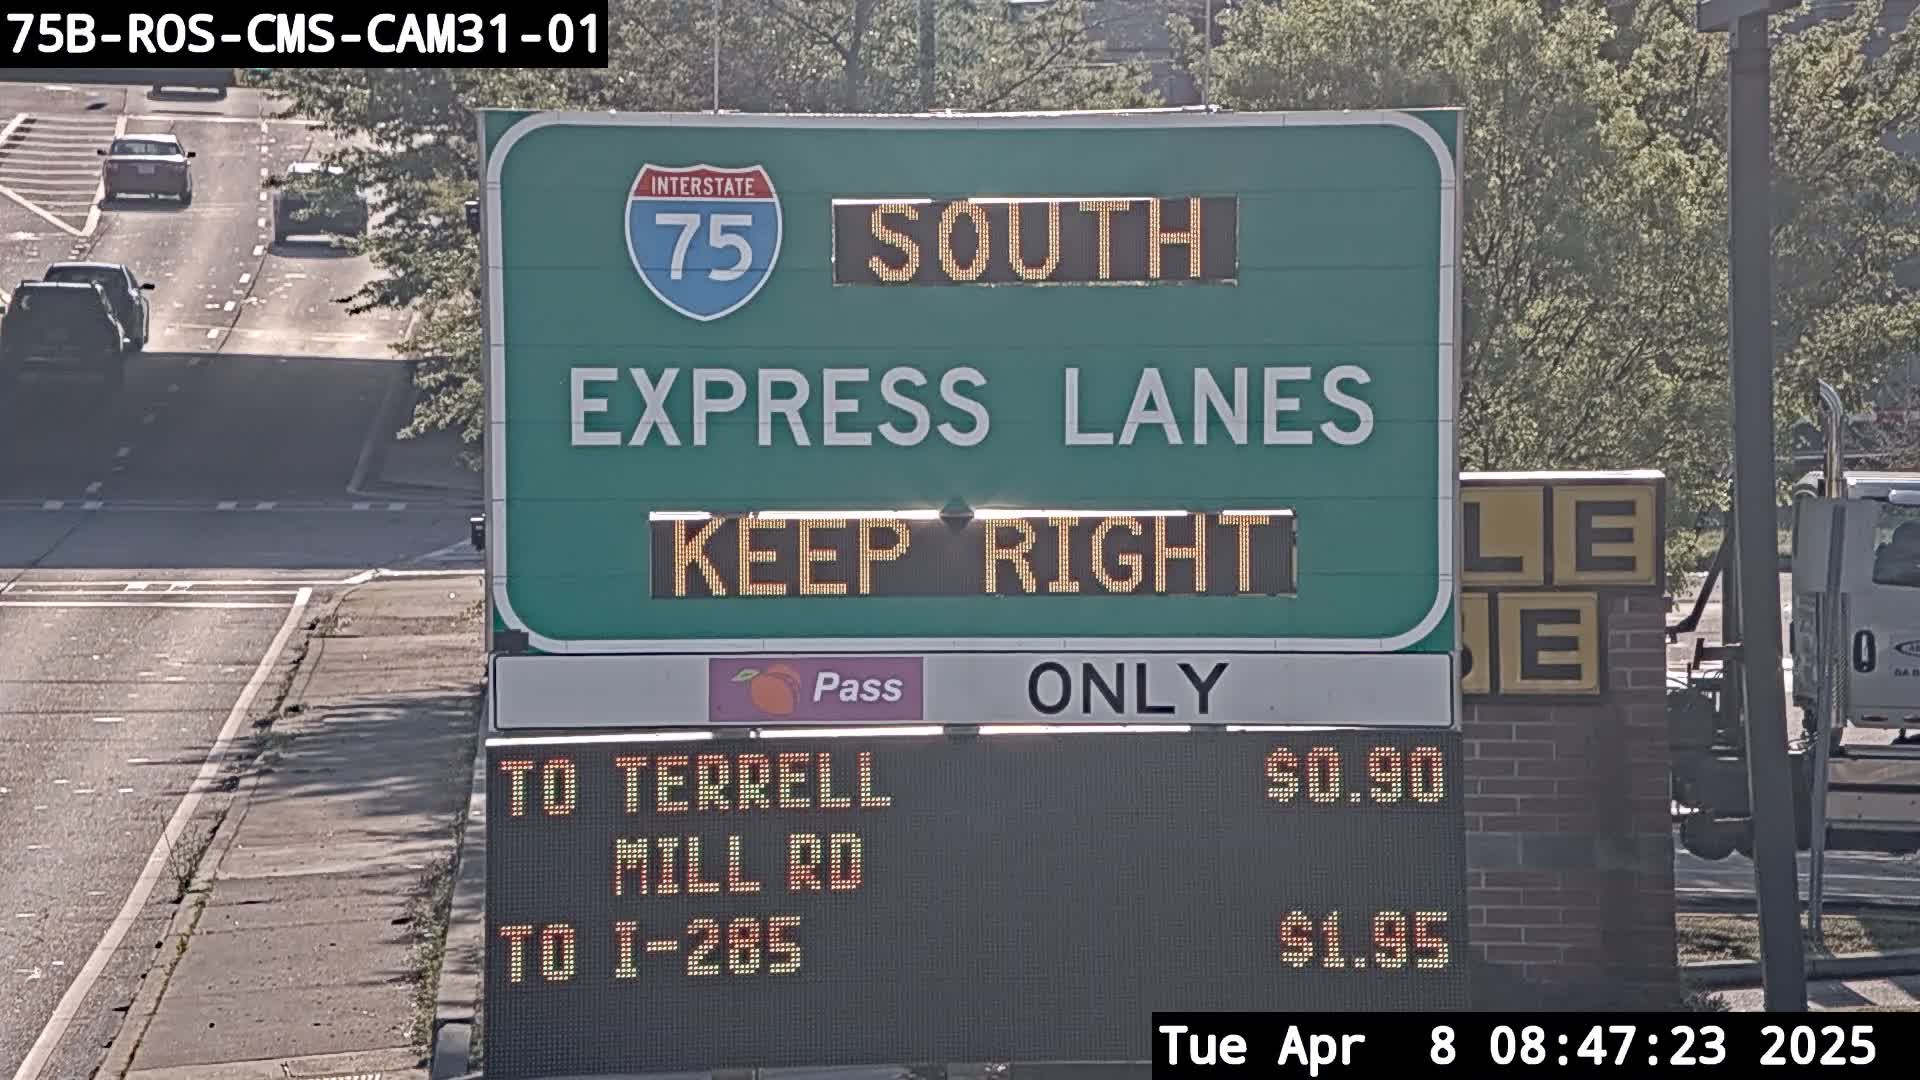 75B-ROS-CMS-CAM31-01
INTERSTATE
75
SOUTH
EXPRESS LANES
KEEP RIGHT
Pass ONLY
TO TERRELL $0.90
MILL RD
TO I-285 $1.95
LE
E
Tue Apr 8 08:47:23 2025